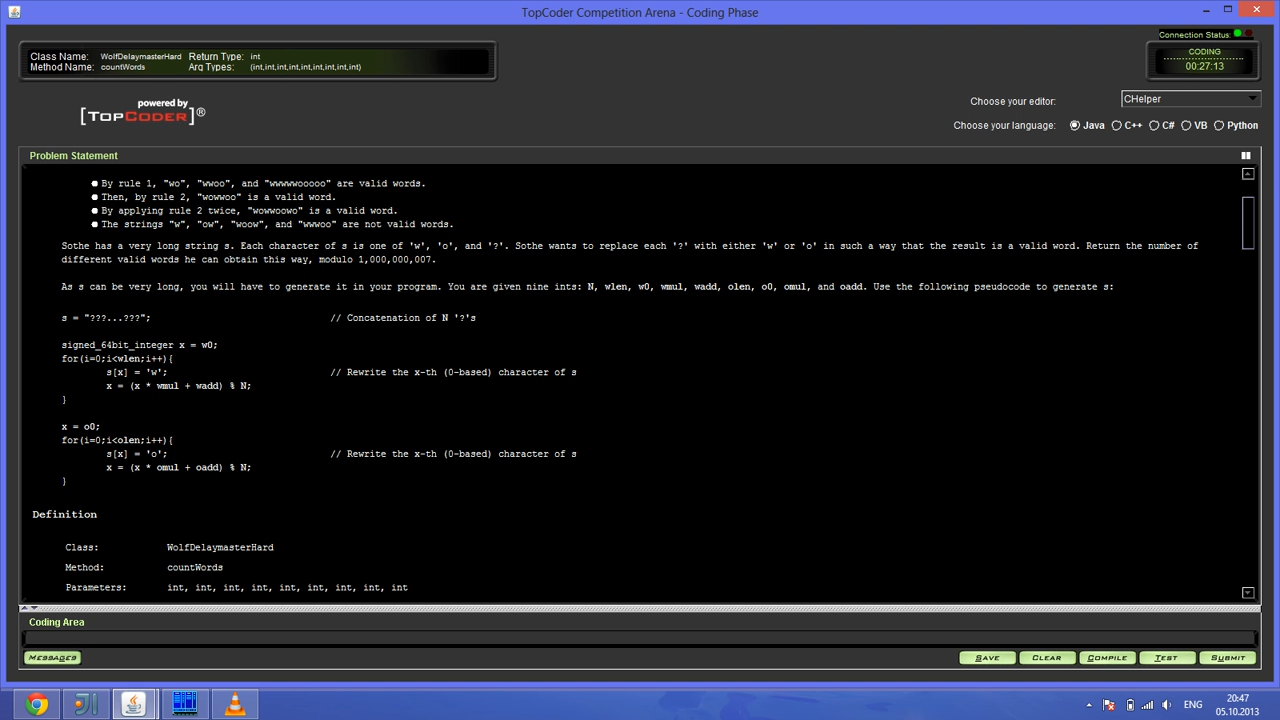 TopCoder Competition Arena - Coding Phase
Connection Status:
Class Name: WolfDelaymasterHard Return Type: int
Method Name: countWords Arg Types: (int,int,int,int,int,int,int,int,int)
CODING
00:27:13
powered by
[TOPCODER]®
Choose your editor: CHelper
Choose your language: Java C++ C# VB Python
Problem Statement
By rule 1, "wo", "wwoo", and "wwwwwooooo" are valid words.
Then, by rule 2, "wowwoo" is a valid word.
By applying rule 2 twice, "wowwoowo" is a valid word.
The strings "w", "ow", "woow", and "wwwoo" are not valid words.
Sothe has a very long string s. Each character of s is one of 'w', 'o', and '?'. Sothe wants to replace each '?' with either 'w' or 'o' in such a way that the result is a valid word. Return the number of
different valid words he can obtain this way, modulo 1,000,000,007.
As s can be very long, you will have to generate it in your program. You are given nine ints: N, wlen, w0, wmul, wadd, olen, o0, omul, and oadd. Use the following pseudocode to generate s:
s = "???...???"; // Concatenation of N '?'s
signed_64bit_integer x = w0;
for(i=0;i<wlen;i++){
s[x] = 'w'; // Rewrite the x-th (0-based) character of s
x = (x * wmul + wadd) % N;
}
x = o0;
for(i=0;i<olen;i++){
s[x] = 'o'; // Rewrite the x-th (0-based) character of s
x = (x * omul + oadd) % N;
}
Definition
Class: WolfDelaymasterHard
Method: countWords
Parameters: int, int, int, int, int, int, int, int, int
Coding Area
MESSAGES SAVE CLEAR COMPILE TEST SUBMIT
ENG
20:47
05.10.2013